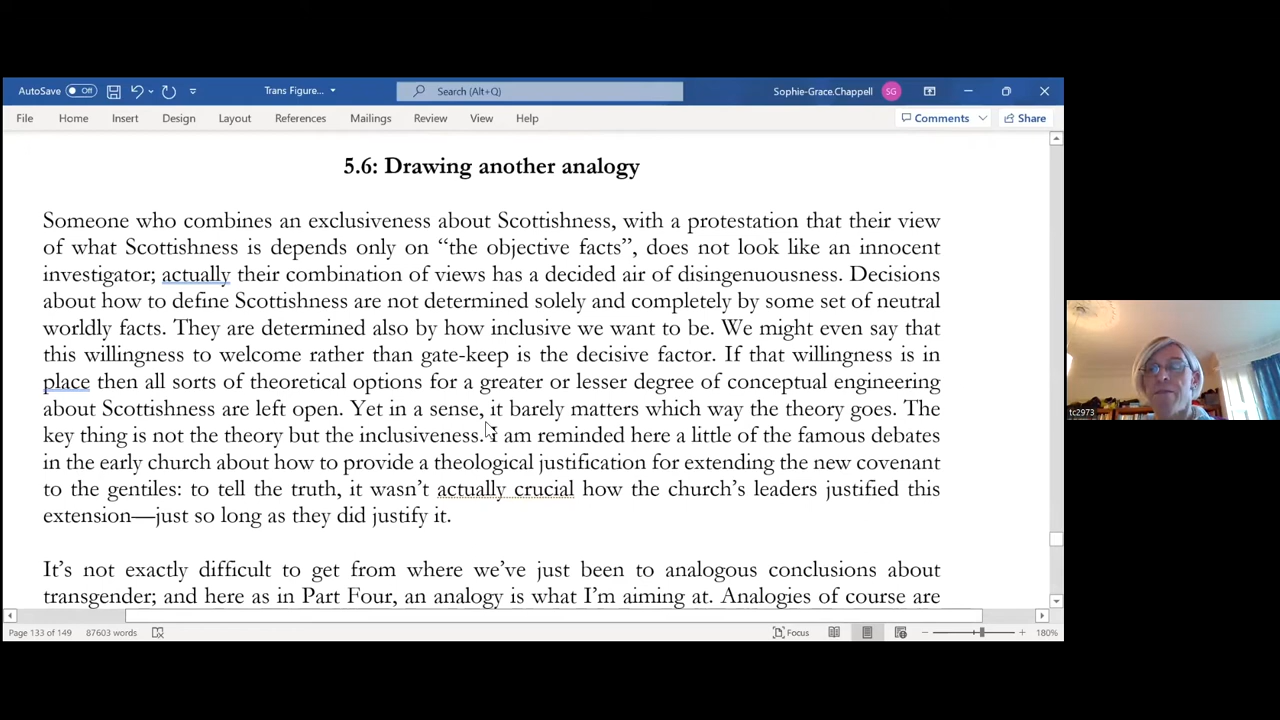 AutoSave Off Trans Figure... Search (Alt+Q) Sophie-Grace.Chappell SG
File Home Insert Design Layout References Mailings Review View Help Comments Share
5.6: Drawing another analogy
Someone who combines an exclusiveness about Scottishness, with a protestation that their view
of what Scottishness is depends only on “the objective facts”, does not look like an innocent
investigator; actually their combination of views has a decided air of disingenuousness. Decisions
about how to define Scottishness are not determined solely and completely by some set of neutral
worldly facts. They are determined also by how inclusive we want to be. We might even say that
this willingness to welcome rather than gate-keep is the decisive factor. If that willingness is in
place then all sorts of theoretical options for a greater or lesser degree of conceptual engineering
about Scottishness are left open. Yet in a sense, it barely matters which way the theory goes. The
key thing is not the theory but the inclusiveness. I am reminded here a little of the famous debates
in the early church about how to provide a theological justification for extending the new covenant
to the gentiles: to tell the truth, it wasn’t actually crucial how the church’s leaders justified this
extension—just so long as they did justify it.
It’s not exactly difficult to get from where we’ve just been to analogous conclusions about
transgender; and here as in Part Four, an analogy is what I’m aiming at. Analogies of course are
Page 133 of 149 87603 words Focus 180%
tc2973